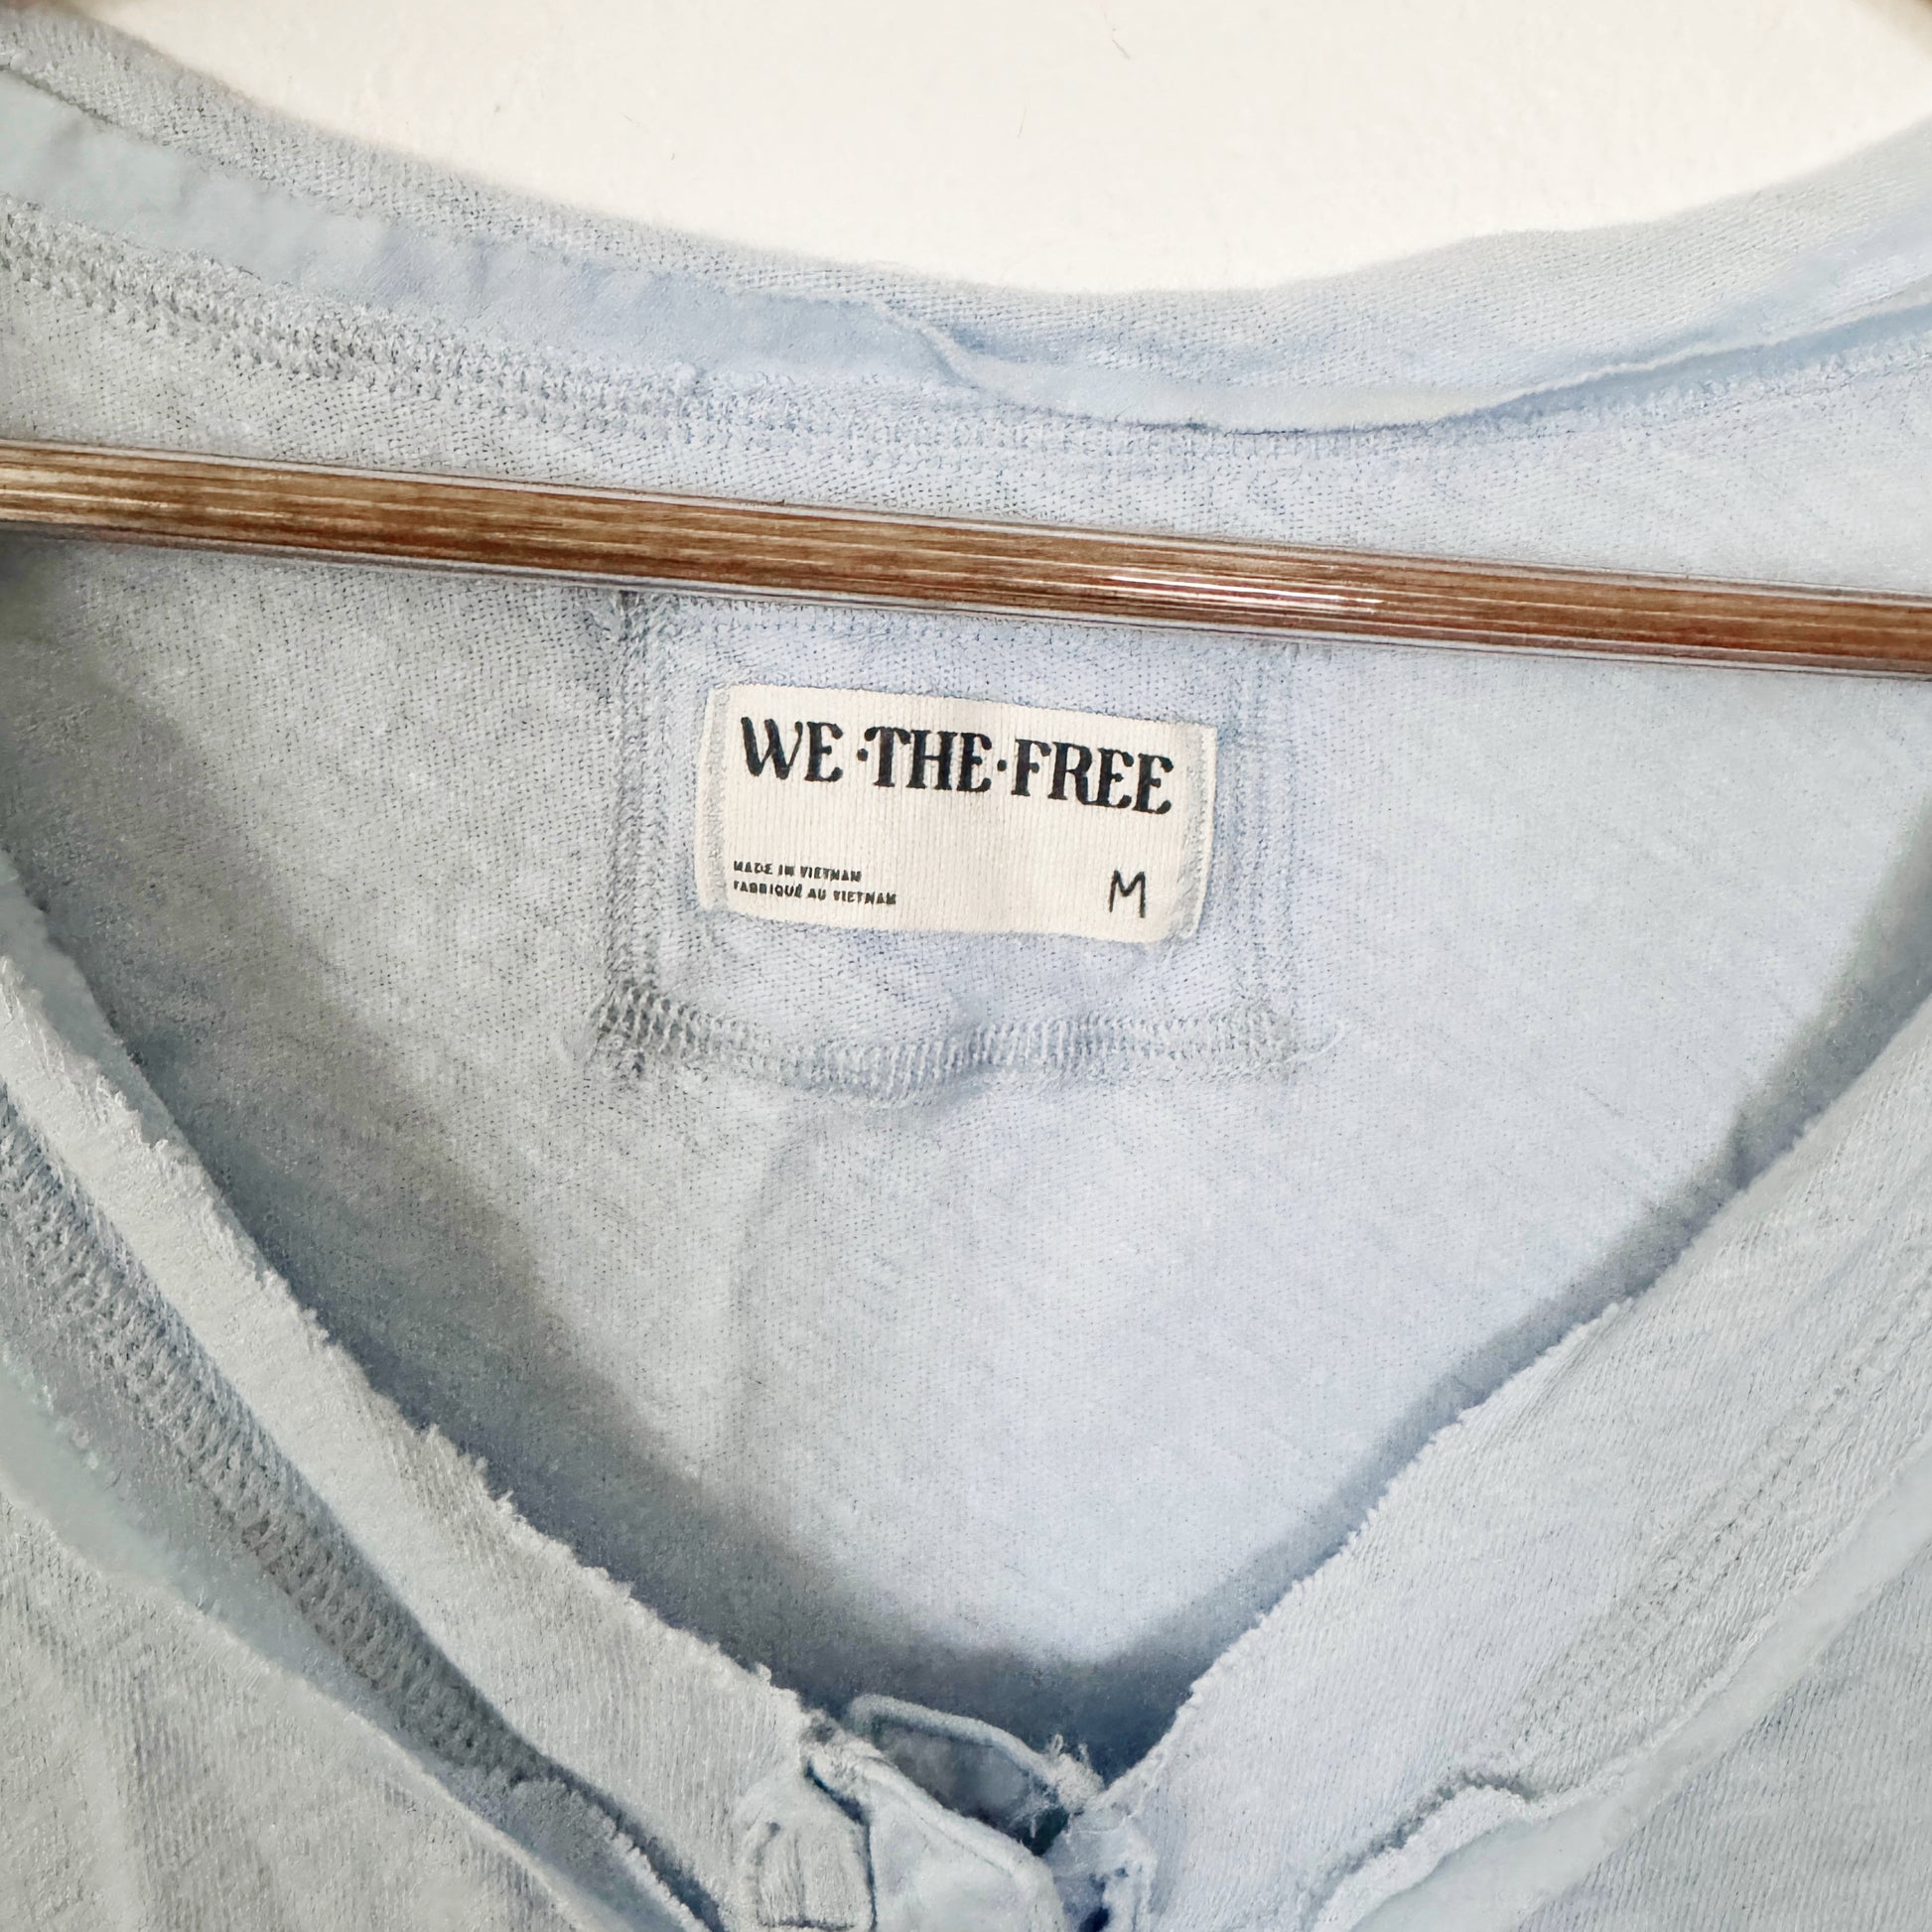 WE·THE·FREE
MADE IN VIETNAM
FABRIQUÉ AU VIETNAM
M